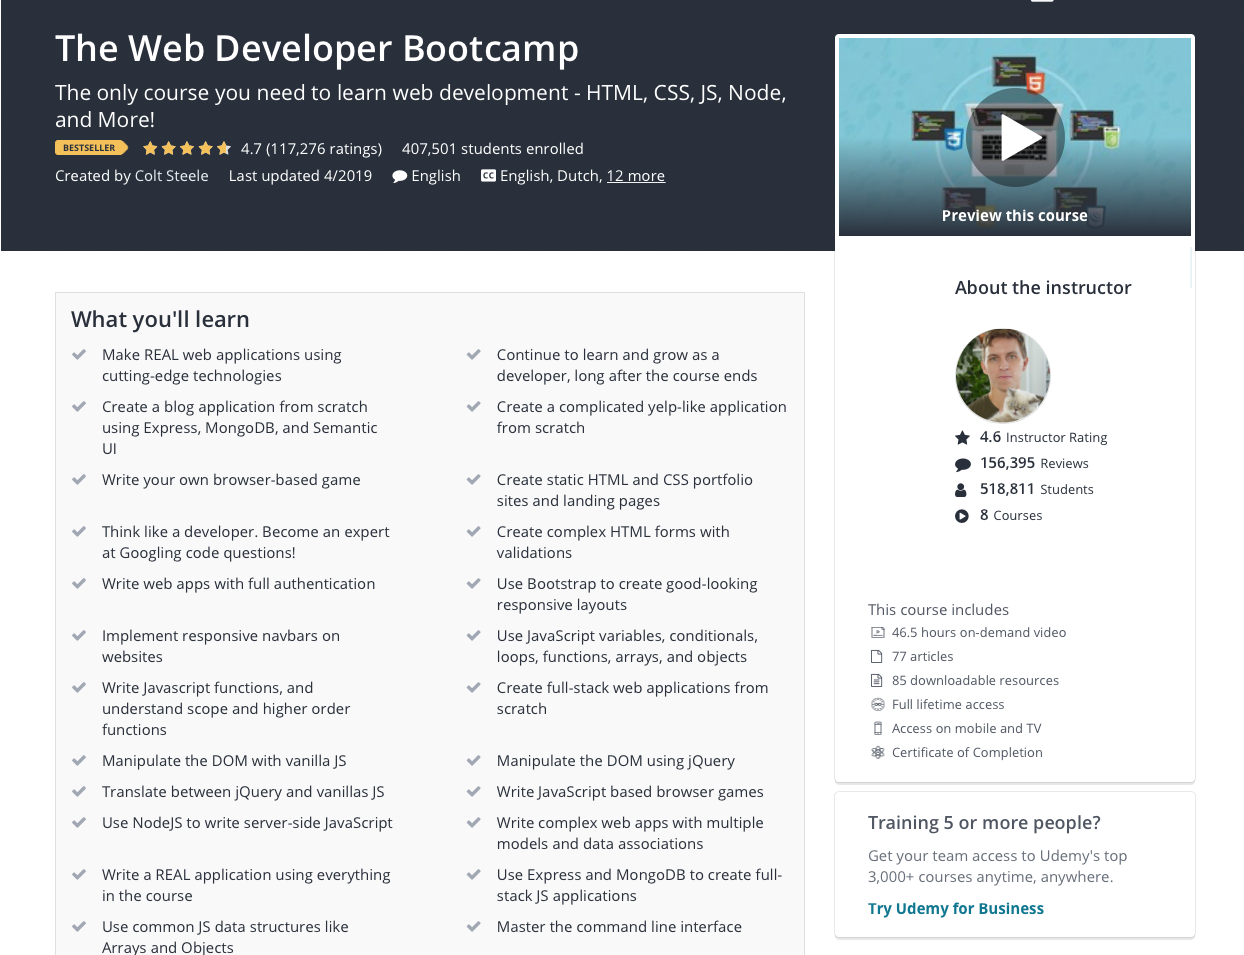 The Web Developer Bootcamp
The only course you need to learn web development - HTML, CSS, JS, Node,
and More!
BESTSELLER 4.7 (117,276 ratings) 407,501 students enrolled
Created by Colt Steele Last updated 4/2019 English CC English, Dutch, 12 more
Preview this course
What you'll learn
Make REAL web applications using
cutting-edge technologies
Continue to learn and grow as a
developer, long after the course ends
Create a blog application from scratch
using Express, MongoDB, and Semantic
UI
Create a complicated yelp-like application
from scratch
Write your own browser-based game
Create static HTML and CSS portfolio
sites and landing pages
Think like a developer. Become an expert
at Googling code questions!
Create complex HTML forms with
validations
Write web apps with full authentication
Use Bootstrap to create good-looking
responsive layouts
Implement responsive navbars on
websites
Use JavaScript variables, conditionals,
loops, functions, arrays, and objects
Write Javascript functions, and
understand scope and higher order
functions
Create full-stack web applications from
scratch
Manipulate the DOM with vanilla JS
Manipulate the DOM using jQuery
Translate between jQuery and vanillas JS
Write JavaScript based browser games
Use NodeJS to write server-side JavaScript
Write complex web apps with multiple
models and data associations
Write a REAL application using everything
in the course
Use Express and MongoDB to create full-
stack JS applications
Use common JS data structures like
Arrays and Objects
Master the command line interface
About the instructor
4.6 Instructor Rating
156,395 Reviews
518,811 Students
8 Courses
This course includes
46.5 hours on-demand video
77 articles
85 downloadable resources
Full lifetime access
Access on mobile and TV
Certificate of Completion
Training 5 or more people?
Get your team access to Udemy's top
3,000+ courses anytime, anywhere.
Try Udemy for Business